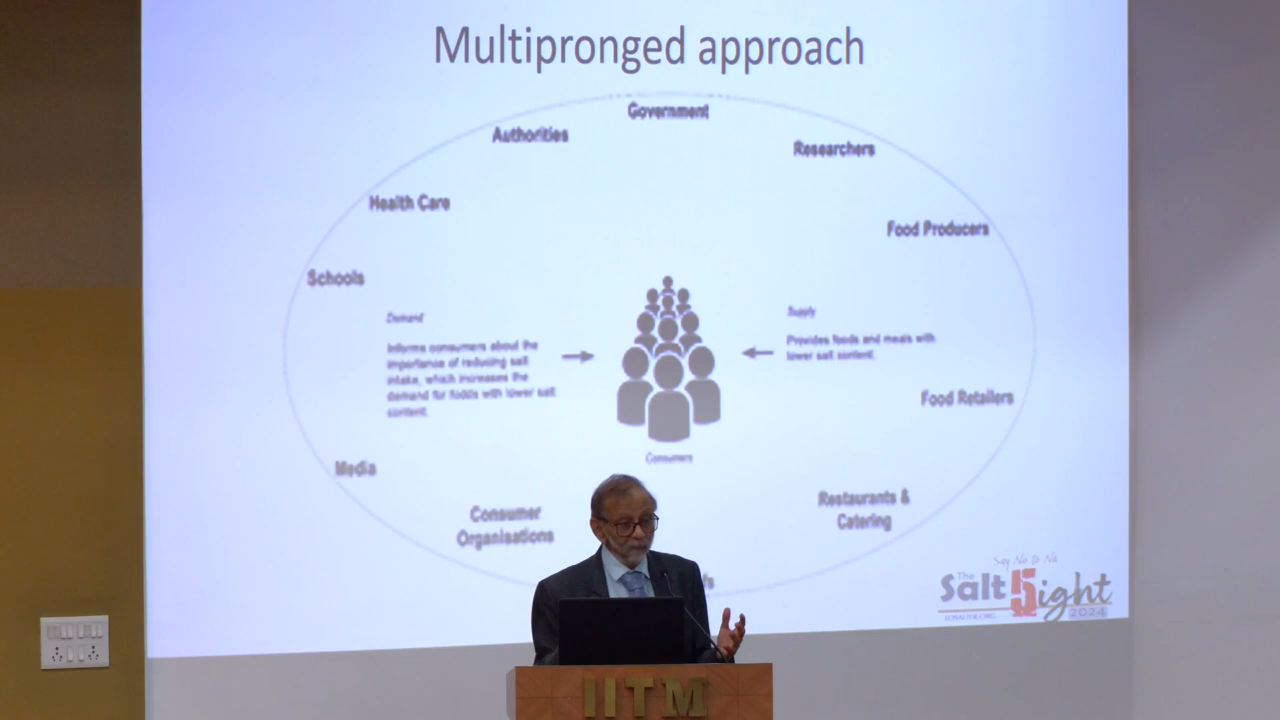 Multipronged approach
Government
Authorities
Researchers
Health Care
Food Producers
Schools
Demand
Informs consumers about the
importance of reducing salt
intake, which increases the
demand for foods with lower salt
content.
Supply
Provides foods and meals with
lower salt content.
Food Retailers
Consumers
Media
Restaurants &
Catering
Consumer
Organisations
Say No to Na
The
Salt 5ight
2024
IITM